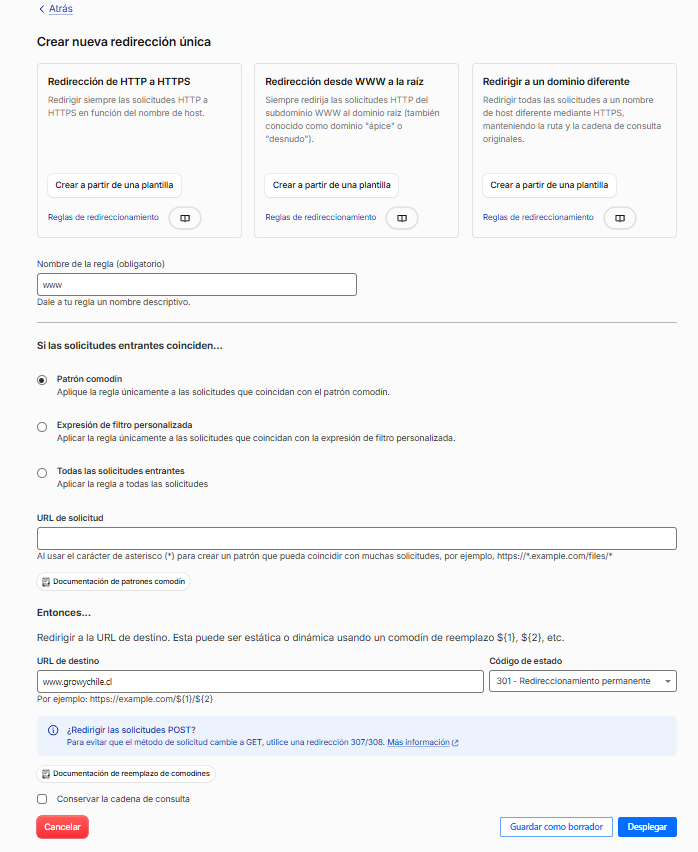 Atrás
Crear nueva redirección única
Redirección de HTTP a HTTPS
Redirigir siempre las solicitudes HTTP a
HTTPS en función del nombre de host.
Crear a partir de una plantilla
Reglas de redireccionamiento
Redirección desde WWW a la raíz
Siempre redirija las solicitudes HTTP del
subdominio WWW al dominio raiz (también
conocido como dominio "ápice" o
"desnudo").
Crear a partir de una plantilla
Reglas de redireccionamiento
Redirigir a un dominio diferente
Redirigir todas las solicitudes a un nombre
de host diferente mediante HTTPS,
manteniendo la ruta y la cadena de consulta
originales.
Crear a partir de una plantilla
Reglas de redireccionamiento
Nombre de la regla (obligatorio)
www
Dale a tu regla un nombre descriptivo.
Si las solicitudes entrantes coinciden...
Patrón comodín
Aplique la regla únicamente a las solicitudes que coincidan con el patrón comodín.
Expresión de filtro personalizada
Aplicar la regla únicamente a las solicitudes que coincidan con la expresión de filtro personalizada.
Todas las solicitudes entrantes
Aplicar la regla a todas las solicitudes
URL de solicitud
Al usar el carácter de asterisco (*) para crear un patrón que pueda coincidir con muchas solicitudes, por ejemplo, https://*.example.com/files/*
Documentación de patrones comodín
Entonces...
Redirigir a la URL de destino. Esta puede ser estática o dinámica usando un comodín de reemplazo ${1}, ${2}, etc.
URL de destino
Código de estado
www.growychile.cl
301 - Redireccionamiento permanente
Por ejemplo: https://example.com/${1}/${2}
¿Redirigir las solicitudes POST?
Para evitar que el método de solicitud cambie a GET, utilice una redirección 307/308. Más información
Documentación de reemplazo de comodines
Conservar la cadena de consulta
Cancelar
Guardar como borrador
Desplegar